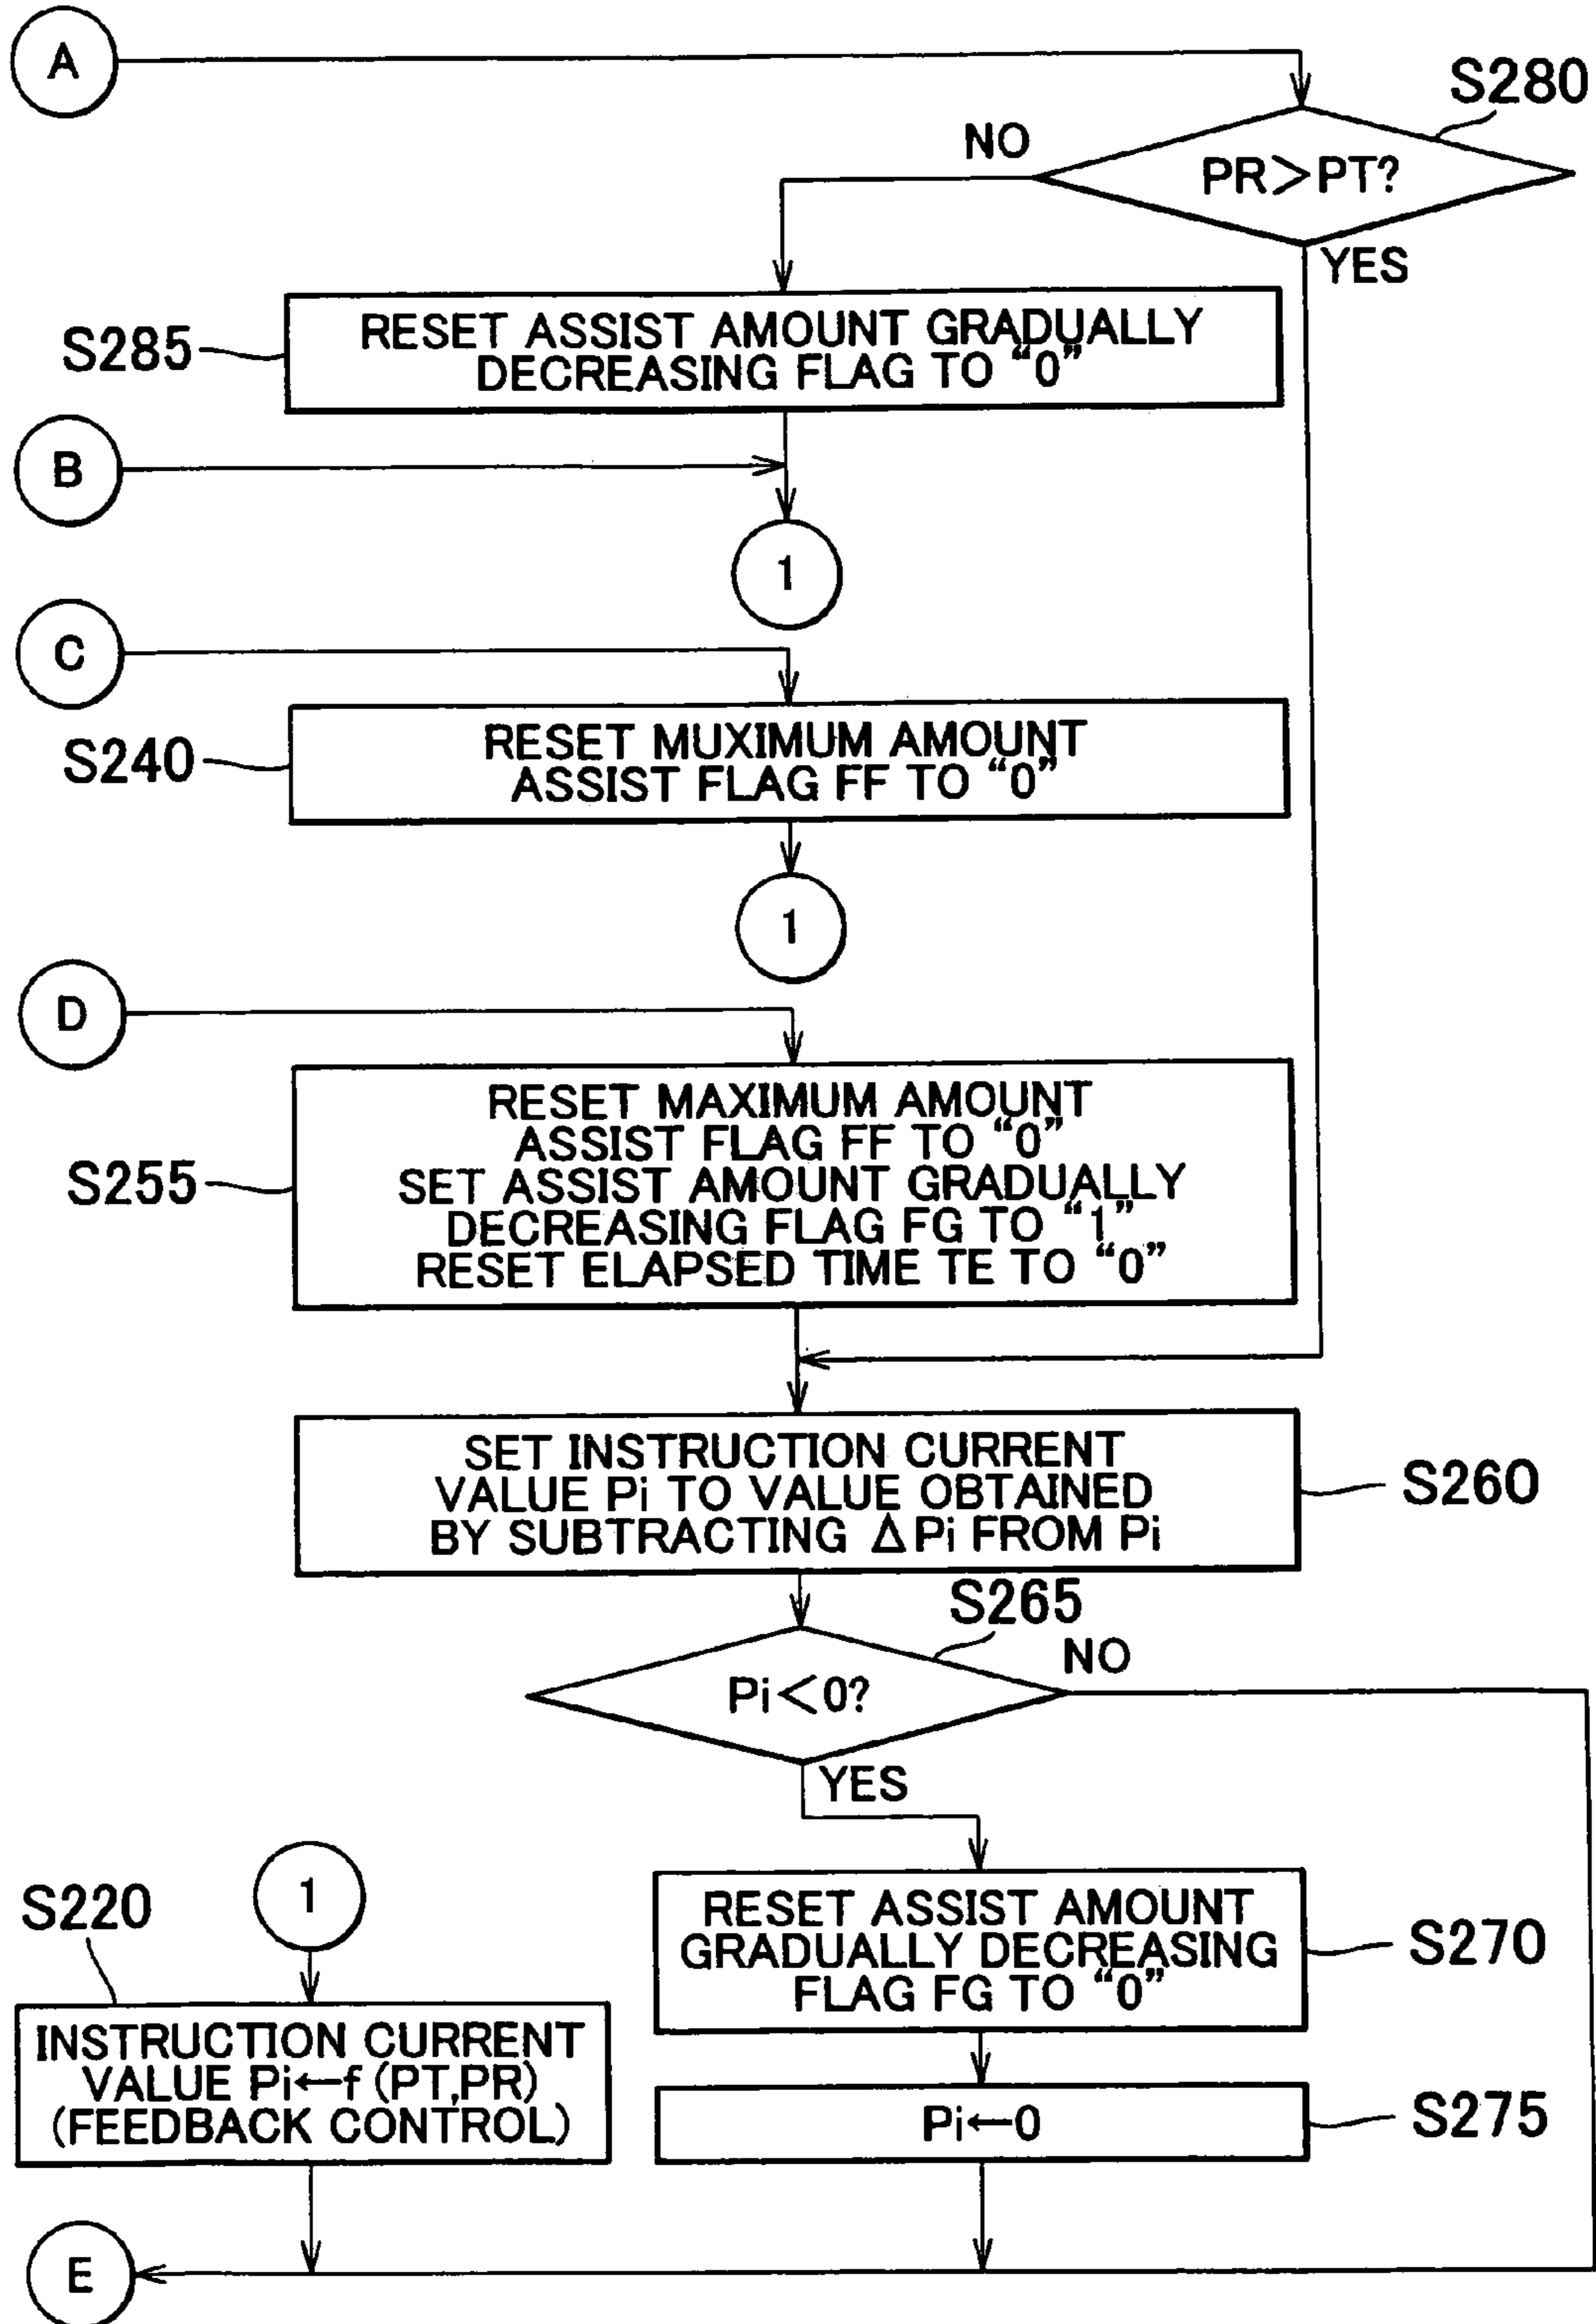 A
S280
NO
PR>PT?
YES
S285
RESET ASSIST AMOUNT GRADUALLY
DECREASING FLAG TO “0”
B
1
C
S240
RESET MUXIMUM AMOUNT
ASSIST FLAG FF TO “0”
1
D
S255
RESET MAXIMUM AMOUNT
ASSIST FLAG FF TO “0”
SET ASSIST AMOUNT GRADUALLY
DECREASING FLAG FG TO “1”
RESET ELAPSED TIME TE TO “0”
SET INSTRUCTION CURRENT
VALUE Pi TO VALUE OBTAINED
BY SUBTRACTING ΔPi FROM Pi
S260
S265
NO
Pi<0?
YES
S220
1
RESET ASSIST AMOUNT
GRADUALLY DECREASING
FLAG FG TO “0”
S270
INSTRUCTION CURRENT
VALUE Pi←f (PT,PR)
(FEEDBACK CONTROL)
Pi←0
S275
E